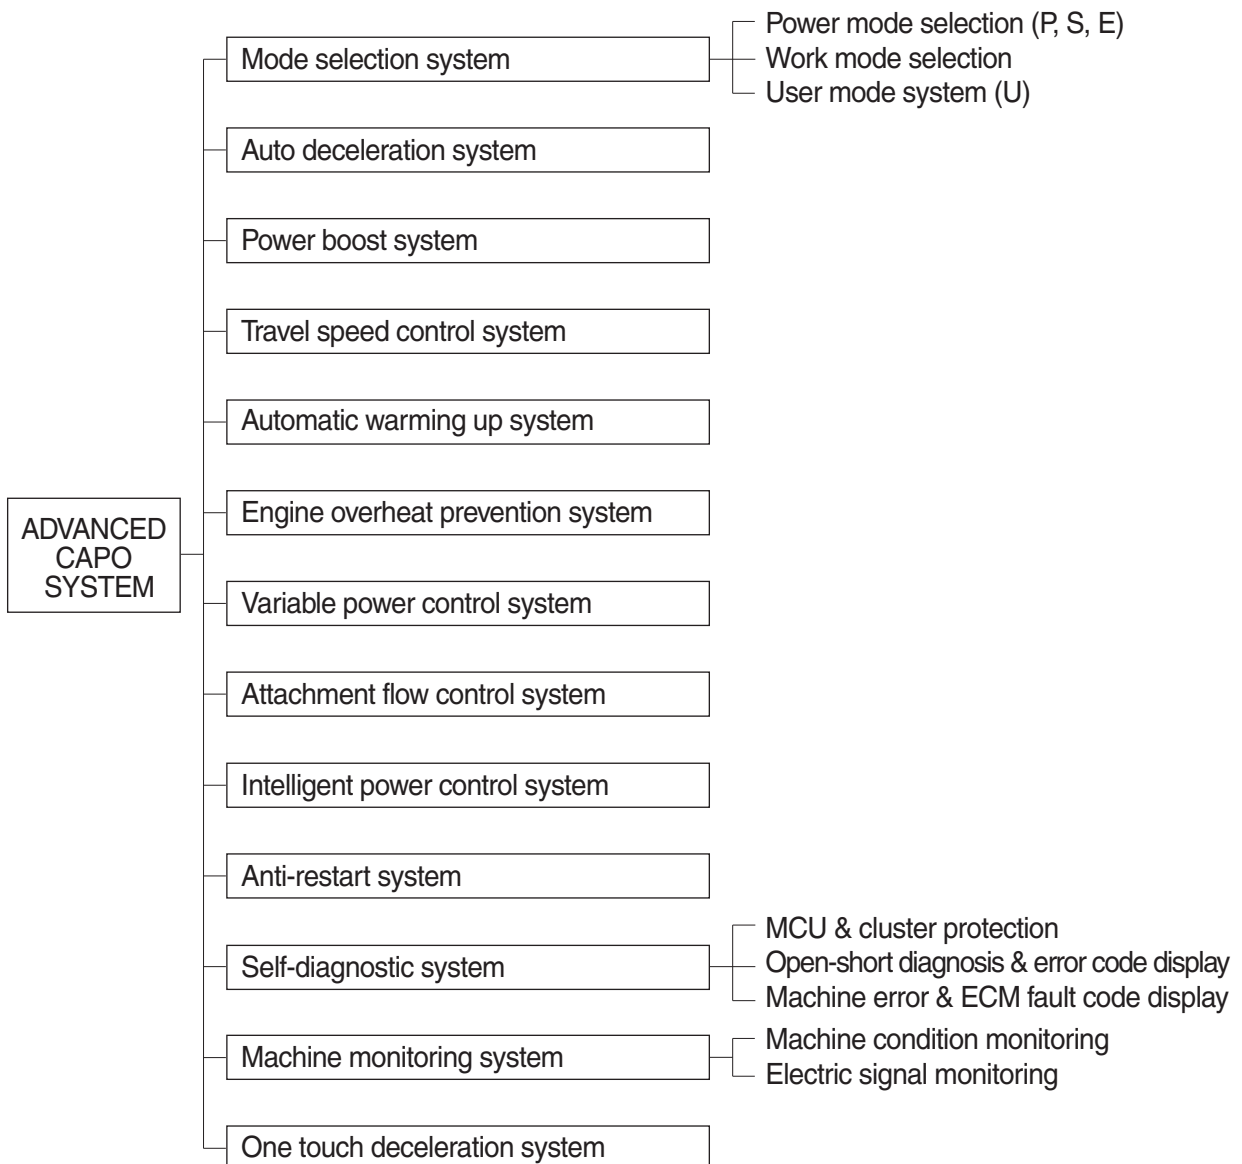 Mode selection system
Power mode selection (P, S, E)
Work mode selection
User mode system (U)
Auto deceleration system
Power boost system
Travel speed control system
Automatic warming up system
Engine overheat prevention system
ADVANCED
CAPO
SYSTEM
Variable power control system
Attachment flow control system
Intelligent power control system
Anti-restart system
Self-diagnostic system
MCU & cluster protection
Open-short diagnosis & error code display
Machine error & ECM fault code display
Machine monitoring system
Machine condition monitoring
Electric signal monitoring
One touch deceleration system